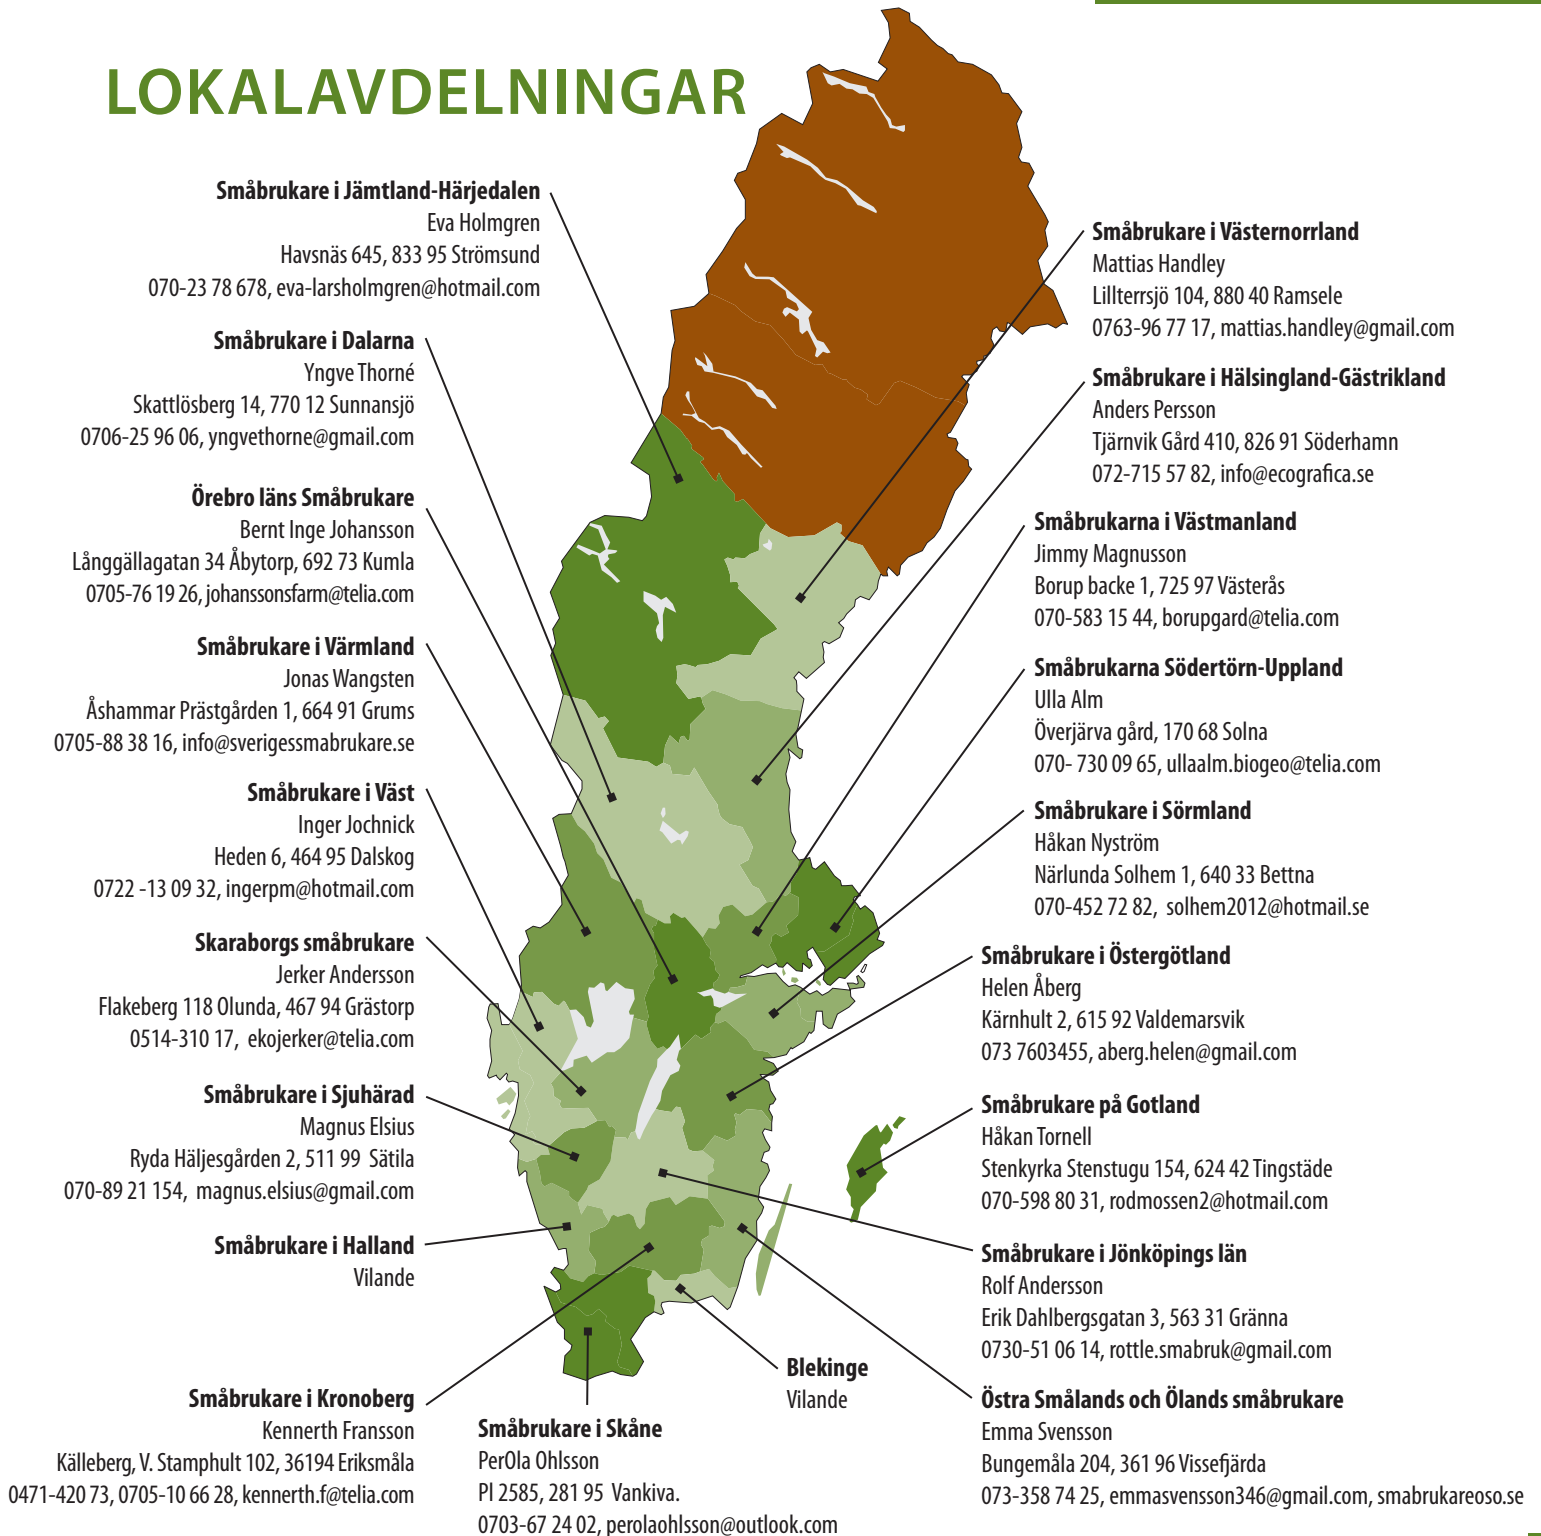 LOKALAVDELNINGAR
Småbrukare i Jämtland-Härjedalen
Eva Holmgren
Havsnäs 645, 833 95 Strömsund
070-23 78 678, eva-larsholmgren@hotmail.com
Småbrukare i Dalarna
Yngve Thorné
Skattlösberg 14, 770 12 Sunnansjö
0706-25 96 06, yngvethorne@gmail.com
Örebro läns Småbrukare
Bernt Inge Johansson
Långgällagatan 34 Åbytorp, 692 73 Kumla
0705-76 19 26, johanssonsfarm@telia.com
Småbrukare i Värmland
Jonas Wangsten
Åshammar Prästgården 1, 664 91 Grums
0705-88 38 16, info@sverigessmabrukare.se
Småbrukare i Väst
Inger Jochnick
Heden 6, 464 95 Dalskog
0722 -13 09 32, ingerpm@hotmail.com
Skaraborgs småbrukare
Jerker Andersson
Flakeberg 118 Olunda, 467 94 Grästorp
0514-310 17, ekojerker@telia.com
Småbrukare i Sjuhärad
Magnus Elsius
Ryda Häljesgården 2, 511 99 Sätila
070-89 21 154, magnus.elsius@gmail.com
Småbrukare i Halland
Vilande
Småbrukare i Kronoberg
Kennerth Fransson
Källeberg, V. Stamphult 102, 36194 Eriksmåla
0471-420 73, 0705-10 66 28, kennerth.f@telia.com
Småbrukare i Skåne
PerOla Ohlsson
Pl 2585, 281 95 Vankiva.
0703-67 24 02, perolaohlsson@outlook.com
Blekinge
Vilande
Småbrukare i Västernorrland
Mattias Handley
Lillterrsjö 104, 880 40 Ramsele
0763-96 77 17, mattias.handley@gmail.com
Småbrukare i Hälsingland-Gästrikland
Anders Persson
Tjärnvik Gård 410, 826 91 Söderhamn
072-715 57 82, info@ecografica.se
Småbrukarna i Västmanland
Jimmy Magnusson
Borup backe 1, 725 97 Västerås
070-583 15 44, borupgard@telia.com
Småbrukarna Södertörn-Uppland
Ulla Alm
Överjärva gård, 170 68 Solna
070- 730 09 65, ullaalm.biogeo@telia.com
Småbrukare i Sörmland
Håkan Nyström
Närlunda Solhem 1, 640 33 Bettna
070-452 72 82, solhem2012@hotmail.se
Småbrukare i Östergötland
Helen Åberg
Kärnhult 2, 615 92 Valdemarsvik
073 7603455, aberg.helen@gmail.com
Småbrukare på Gotland
Håkan Tornell
Stenkyrka Stenstugu 154, 624 42 Tingstäde
070-598 80 31, rodmossen2@hotmail.com
Småbrukare i Jönköpings län
Rolf Andersson
Erik Dahlbergsgatan 3, 563 31 Gränna
0730-51 06 14, rottle.smabruk@gmail.com
Östra Smålands och Ölands småbrukare
Emma Svensson
Bungemåla 204, 361 96 Vissefjärda
073-358 74 25, emmasvensson346@gmail.com, smabrukareoso.se